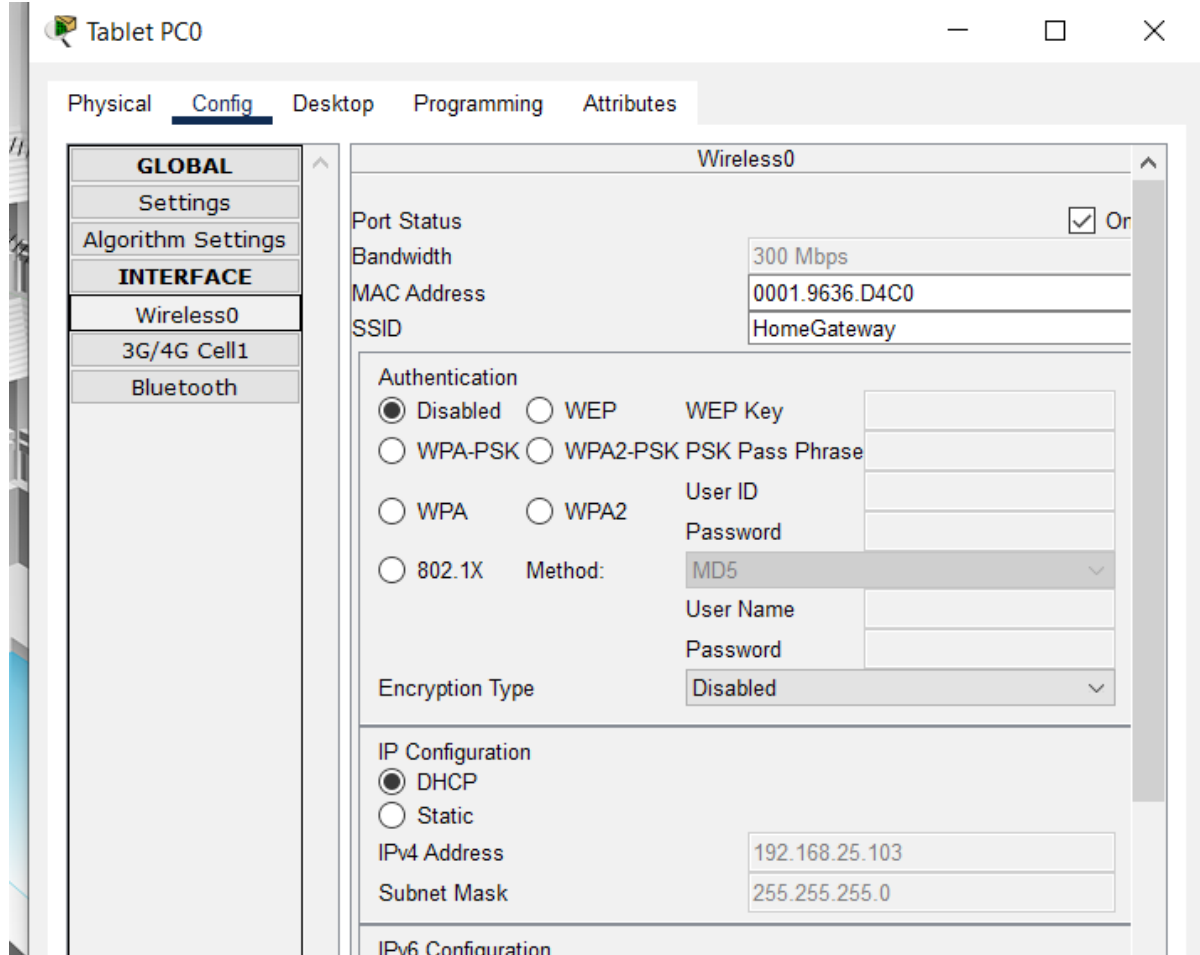 Tablet PC0
Physical Config Desktop Programming Attributes
GLOBAL
Settings
Algorithm Settings
INTERFACE
Wireless0
3G/4G Cell1
Bluetooth
Wireless0
Port Status On
Bandwidth 300 Mbps
MAC Address 0001.9636.D4C0
SSID HomeGateway
Authentication
Disabled WEP WEP Key
WPA-PSK WPA2-PSK PSK Pass Phrase
User ID
WPA WPA2
Password
802.1X Method: MD5
User Name
Password
Encryption Type Disabled
IP Configuration
DHCP
Static
IPv4 Address 192.168.25.103
Subnet Mask 255.255.255.0
IPv6 Configuration